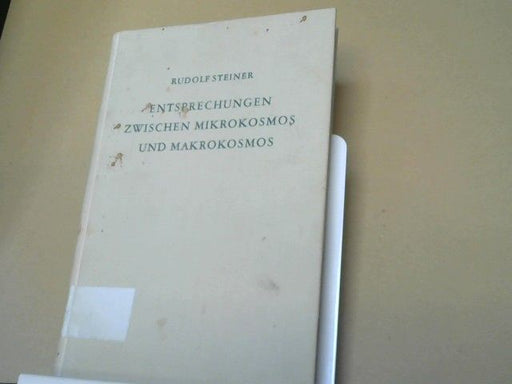 RUDOLF STEINER
ENTSPRECHUNGEN
ZWISCHEN MIKROKOSMOS
UND MAKROKOSMOS